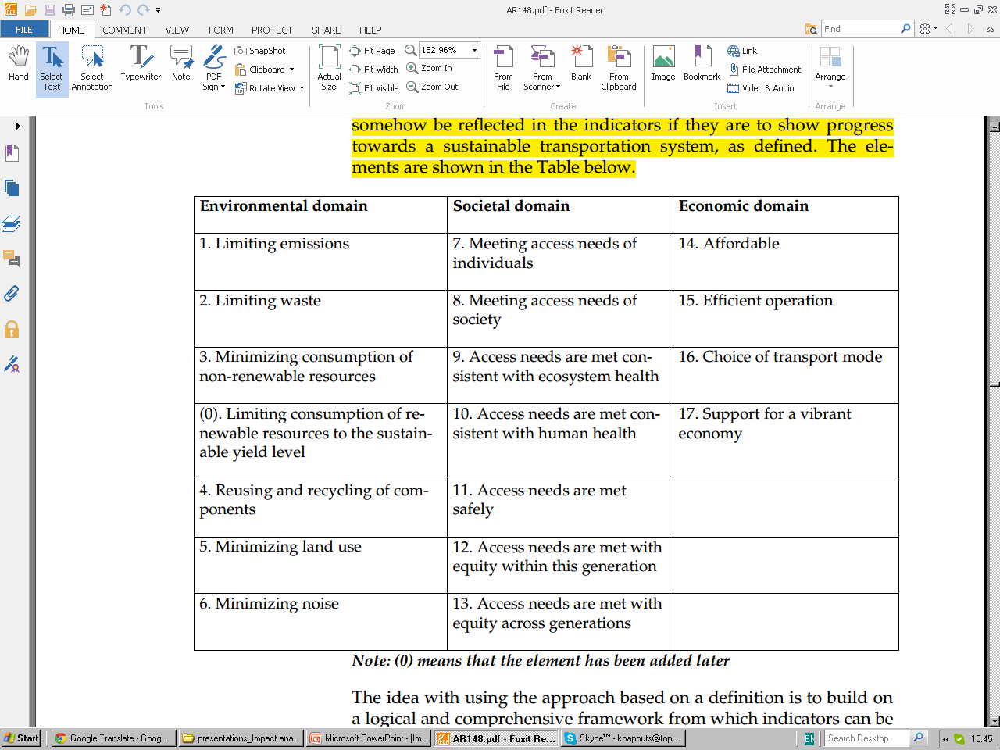 AR148.pdf - Foxit Reader
FILE HOME COMMENT VIEW FORM PROTECT SHARE HELP
Find
Hand
Select
Text
Select
Annotation
Typewriter
Note
PDF
Sign
SnapShot
Clipboard
Rotate View
Tools
Actual
Size
Fit Page
Fit Width
Fit Visible
152.96%
Zoom In
Zoom Out
Zoom
From
File
From
Scanner
Blank
From
Clipboard
Create
Image
Bookmark
Link
File Attachment
Video & Audio
Insert
Arrange
Arrange
somehow be reflected in the indicators if they are to show progress
towards a sustainable transportation system, as defined. The ele-
ments are shown in the Table below.
Environmental domain
Societal domain
Economic domain
1. Limiting emissions
7. Meeting access needs of
individuals
14. Affordable
2. Limiting waste
8. Meeting access needs of
society
15. Efficient operation
3. Minimizing consumption of
non-renewable resources
9. Access needs are met con-
sistent with ecosystem health
16. Choice of transport mode
(0). Limiting consumption of re-
newable resources to the sustain-
able yield level
10. Access needs are met con-
sistent with human health
17. Support for a vibrant
economy
4. Reusing and recycling of com-
ponents
11. Access needs are met
safely
5. Minimizing land use
12. Access needs are met with
equity within this generation
6. Minimizing noise
13. Access needs are met with
equity across generations
Note: (0) means that the element has been added later
The idea with using the approach based on a definition is to build on
a logical and comprehensive framework from which indicators can be
Start
Google Translate - Googl...
presentations_Impact ana...
Microsoft PowerPoint - [Im...
AR148.pdf - Foxit Re...
Skype™ - kpapouts@top...
EN
Search Desktop
«
15:45